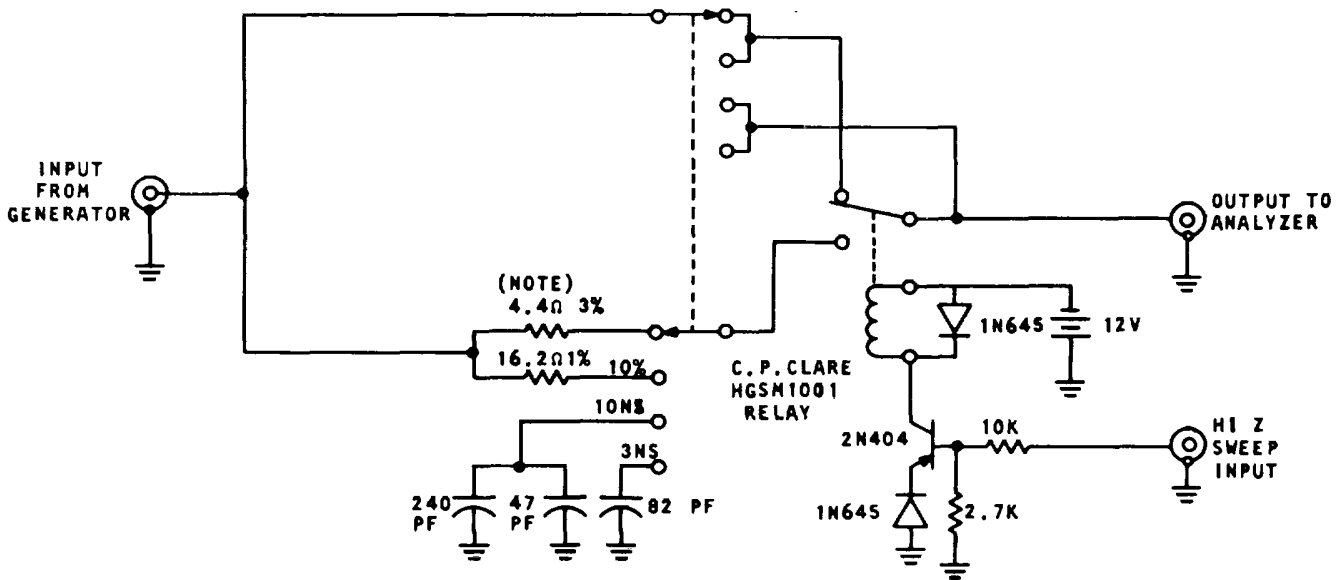 INPUT
FROM
GENERATOR
(NOTE)
4.4Ω 3%
16.2Ω1%
10%
10NS
3NS
240
PF
47
PF
82 PF
C.P.CLARE
HGSM1001
RELAY
OUTPUT TO
ANALYZER
1N645
12V
2N404
10K
HI Z
SWEEP
INPUT
1N645
2.7K